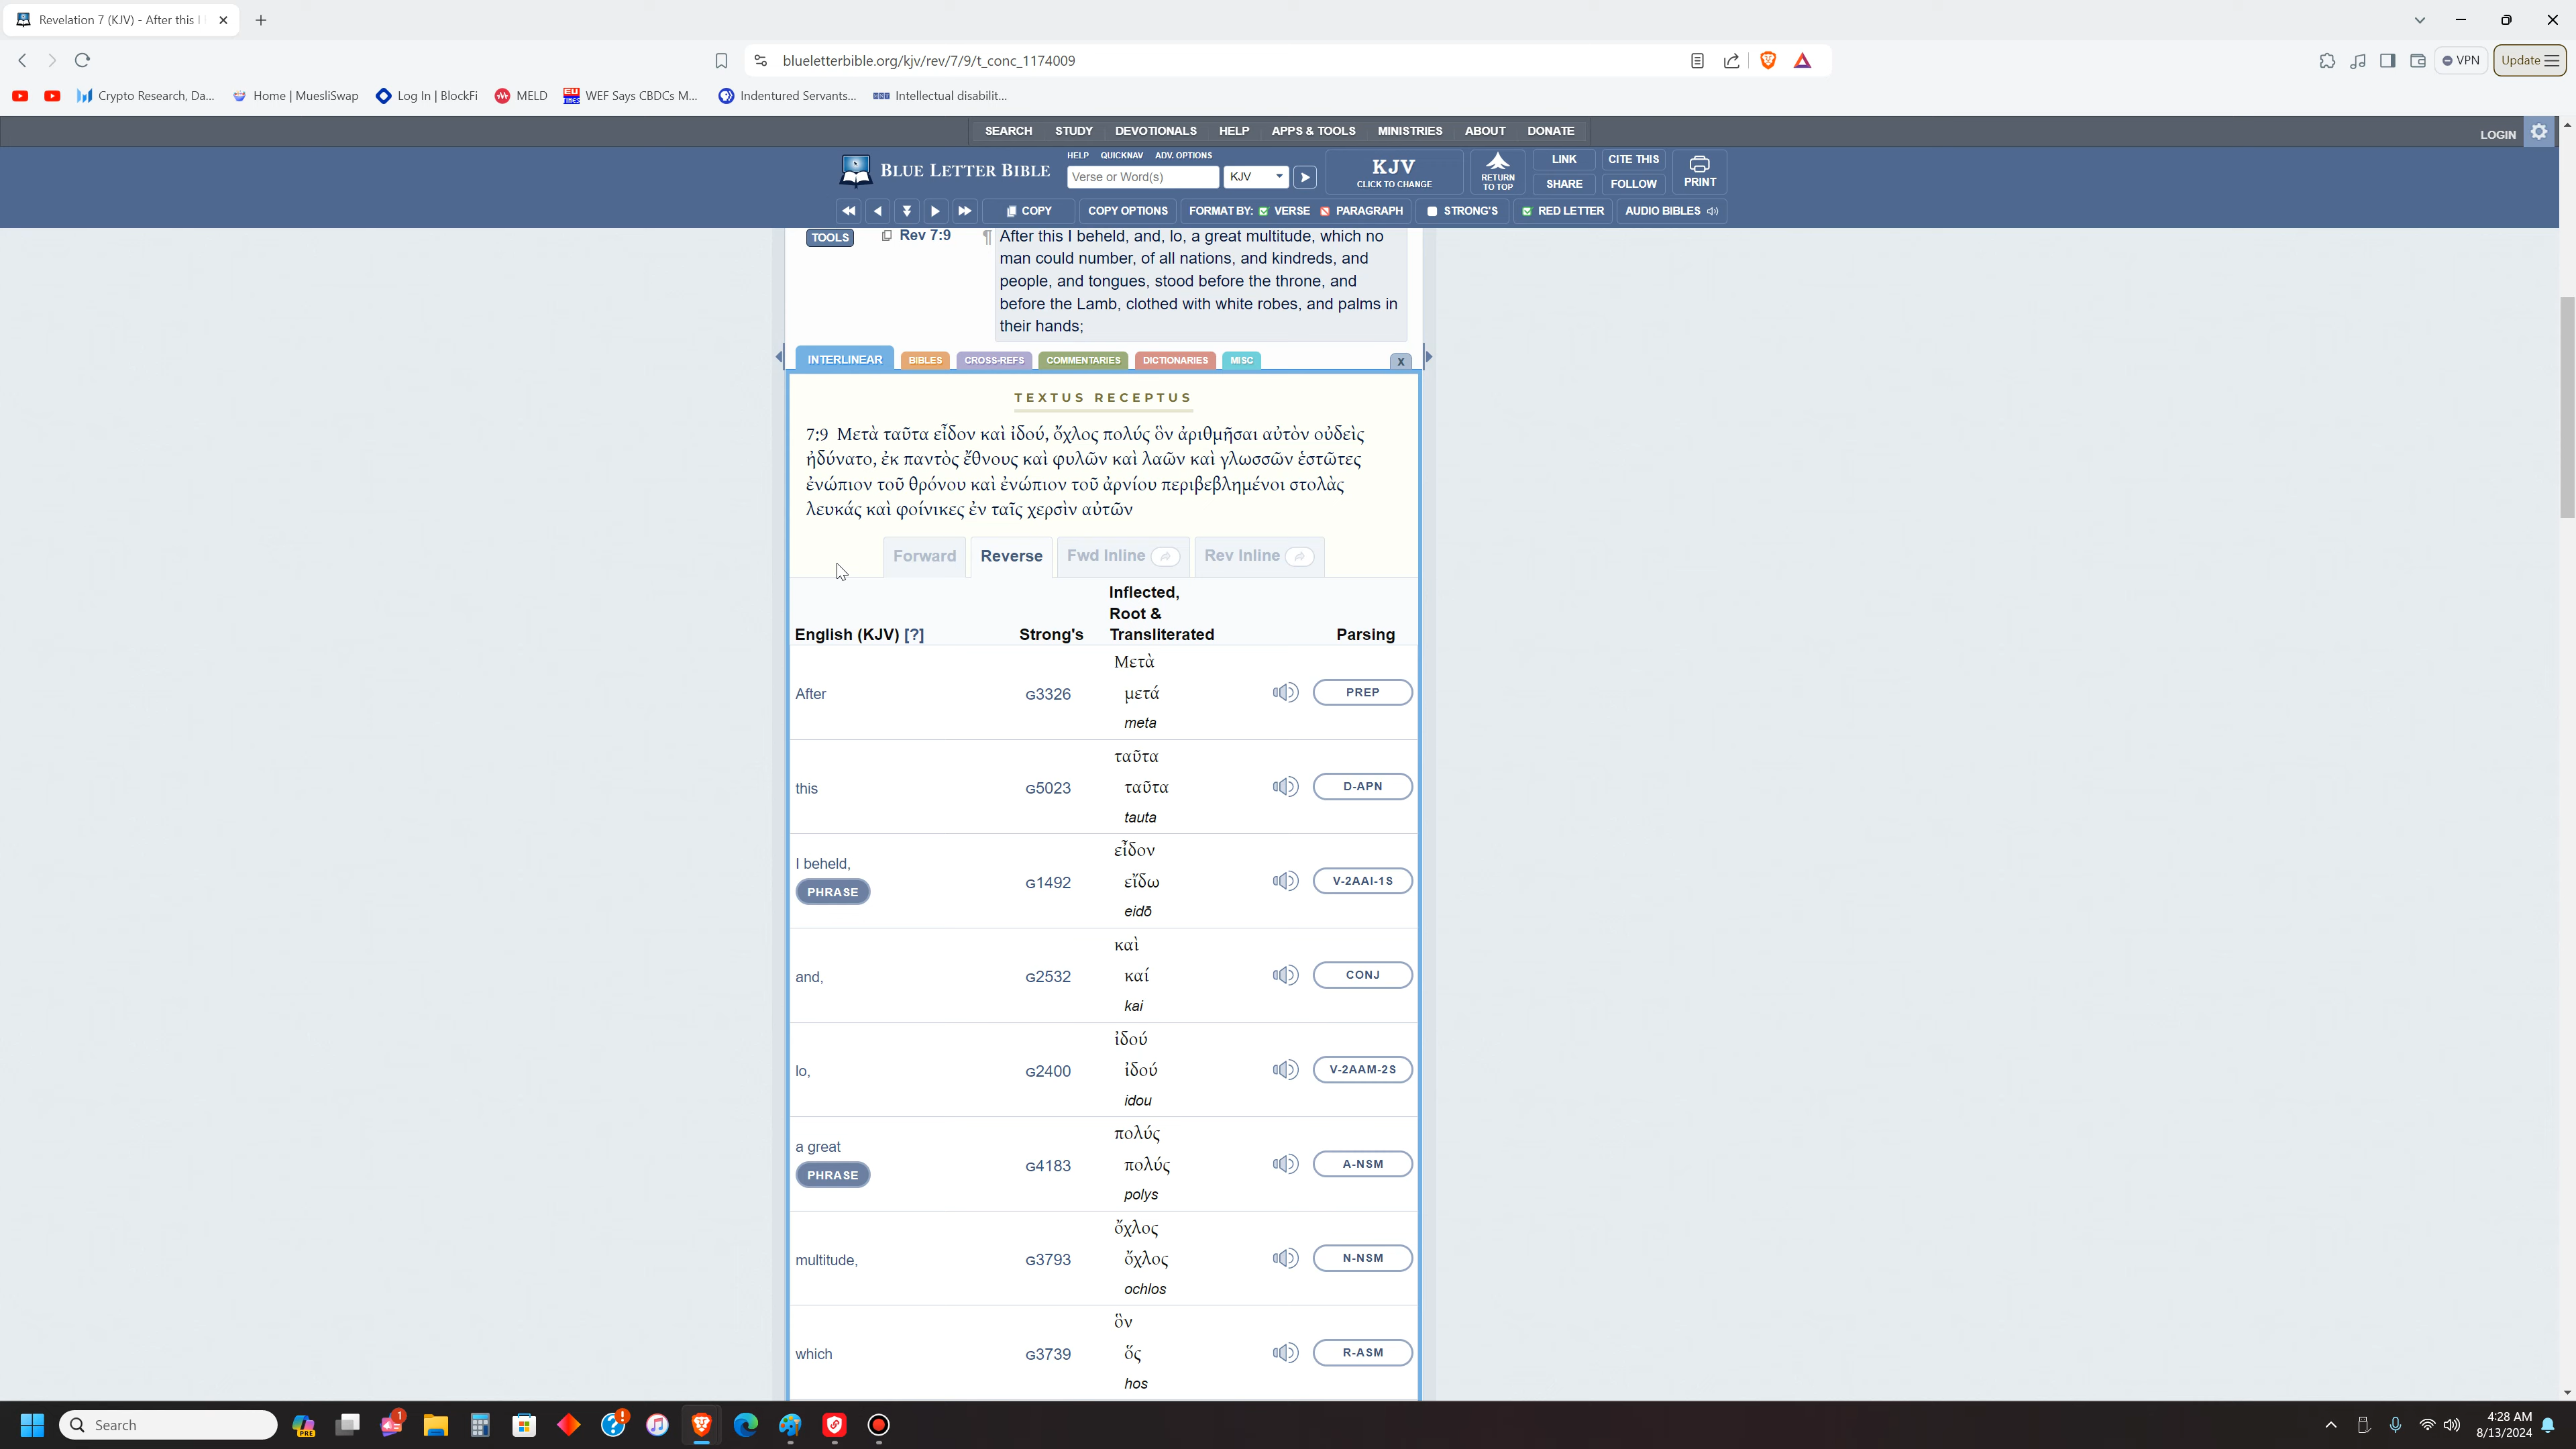 Revelation 7 (KJV) - After this I
blueletterbible.org/kjv/rev/7/9/t_conc_1174009
VPN
Update
Crypto Research, Da...
Home | MuesliSwap
Log In | BlockFi
MELD
WEF Says CBDCs M...
Indentured Servants...
Intellectual disabilit...
SEARCH STUDY DEVOTIONALS HELP APPS & TOOLS MINISTRIES ABOUT DONATE
LOGIN
BLUE LETTER BIBLE
HELP QUICKNAV ADV. OPTIONS
Verse or Word(s)
KJV
KJV
CLICK TO CHANGE
RETURN
TO TOP
LINK
CITE THIS
SHARE
FOLLOW
PRINT
COPY
COPY OPTIONS
FORMAT BY: VERSE PARAGRAPH
STRONG'S
RED LETTER
AUDIO BIBLES
TOOLS
Rev 7:9
¶ After this I beheld, and, lo, a great multitude, which no
man could number, of all nations, and kindreds, and
people, and tongues, stood before the throne, and
before the Lamb, clothed with white robes, and palms in
their hands;
INTERLINEAR BIBLES CROSS-REFS COMMENTARIES DICTIONARIES MISC
X
TEXTUS RECEPTUS
7:9 Μετὰ ταῦτα εἶδον καὶ ἰδού, ὄχλος πολύς ὃν ἀριθμῆσαι αὐτὸν οὐδεὶς
ἠδύνατο, ἐκ παντὸς ἔθνους καὶ φυλῶν καὶ λαῶν καὶ γλωσσῶν ἑστῶτες
ἐνώπιον τοῦ θρόνου καὶ ἐνώπιον τοῦ ἀρνίου περιβεβλημένοι στολὰς
λευκάς καὶ φοίνικες ἐν ταῖς χερσὶν αὐτῶν
Forward Reverse Fwd Inline Rev Inline
Inflected,
Root &
English (KJV) [?] Strong's Transliterated Parsing
Μετὰ
After G3326 μετά PREP
meta
ταῦτα
this G5023 ταῦτα D-APN
tauta
εἶδον
I beheld,
PHRASE G1492 εἴδω V-2AAI-1S
eidō
καὶ
and, G2532 καί CONJ
kai
ἰδού
lo, G2400 ἰδού V-2AAM-2S
idou
πολύς
a great
PHRASE G4183 πολύς A-NSM
polys
ὄχλος
multitude, G3793 ὄχλος N-NSM
ochlos
ὃν
which G3739 ὅς R-ASM
hos
Search
PRE
1
4:28 AM
8/13/2024